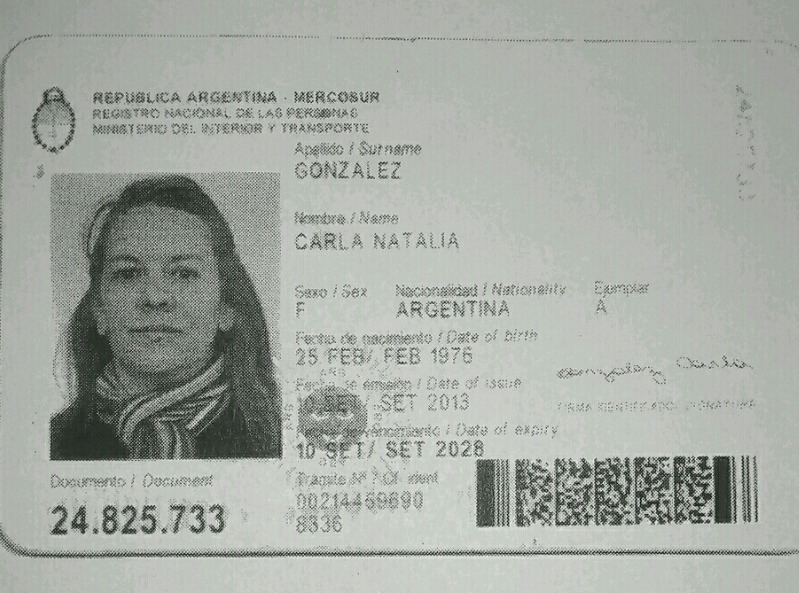 REPUBLICA ARGENTINA - MERCOSUR
REGISTRO NACIONAL DE LAS PERSONAS
MINISTERIO DEL INTERIOR Y TRANSPORTE
Apellido / Surname
GONZALEZ
Nombre / Name
CARLA NATALIA
Sexo / Sex Nacionalidad / Nationality Ejemplar
F ARGENTINA A
Fecha de nacimiento / Date of birth
25 FEB/ FEB 1976
Fecha de emisión / Date of issue
10 SET/ SET 2013
Fecha de vencimiento / Date of expiry
10 SET/ SET 2028
FIRMA IDENTIFICADO / SIGNATURE
Documento / Document
24.825.733
Trámite Nº / Of. ident
00214459690
8336